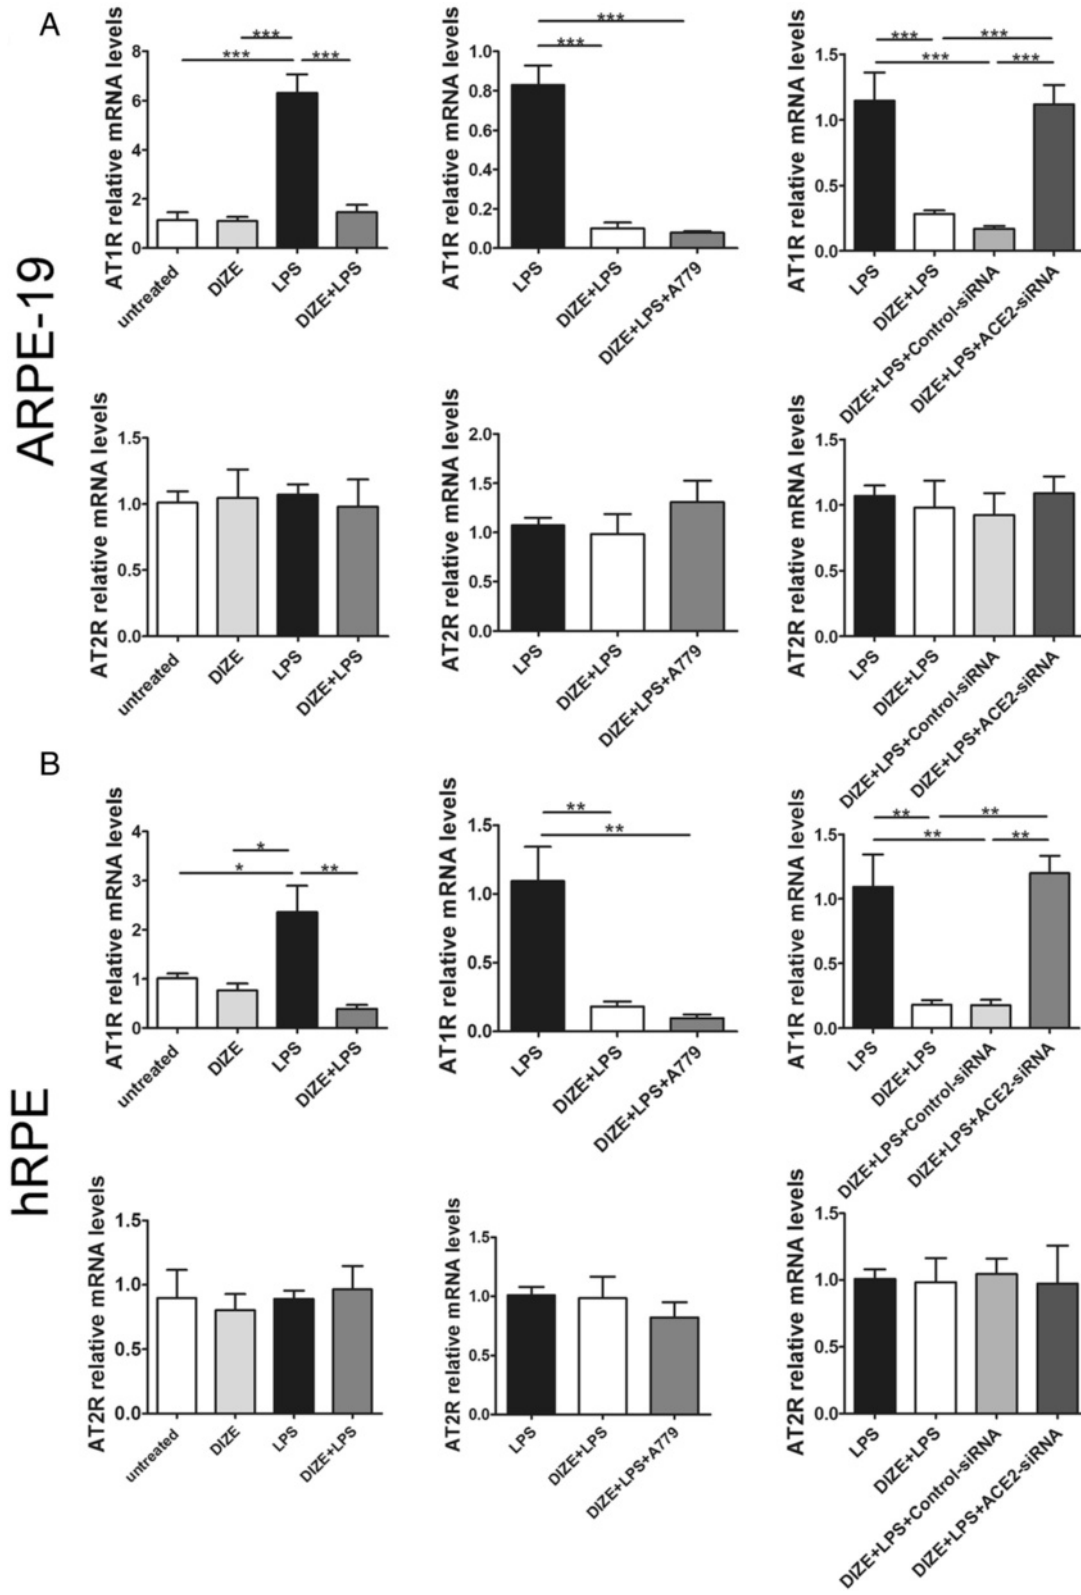 A
ARPE-19
AT1R relative mRNA levels
8
6
4
2
0
***
***
***
untreated
DIZE
LPS
DIZE+LPS
AT1R relative mRNA levels
1.0
0.8
0.6
0.4
0.2
0.0
***
***
LPS
DIZE+LPS
DIZE+LPS+A779
AT1R relative mRNA levels
1.5
1.0
0.5
0.0
***
***
***
***
LPS
DIZE+LPS
DIZE+LPS+Control-siRNA
DIZE+LPS+ACE2-siRNA
AT2R relative mRNA levels
1.5
1.0
0.5
0.0
untreated
DIZE
LPS
DIZE+LPS
AT2R relative mRNA levels
2.0
1.5
1.0
0.5
0.0
LPS
DIZE+LPS
DIZE+LPS+A779
AT2R relative mRNA levels
1.5
1.0
0.5
0.0
LPS
DIZE+LPS
DIZE+LPS+Control-siRNA
DIZE+LPS+ACE2-siRNA
B
hRPE
AT1R relative mRNA levels
4
3
2
1
0
*
*
**
untreated
DIZE
LPS
DIZE+LPS
AT1R relative mRNA levels
1.5
1.0
0.5
0.0
**
**
LPS
DIZE+LPS
DIZE+LPS+A779
AT1R relative mRNA levels
1.5
1.0
0.5
0.0
**
**
**
**
LPS
DIZE+LPS
DIZE+LPS+Control-siRNA
DIZE+LPS+ACE2-siRNA
AT2R relative mRNA levels
1.5
1.0
0.5
0.0
untreated
DIZE
LPS
DIZE+LPS
AT2R relative mRNA levels
1.5
1.0
0.5
0.0
LPS
DIZE+LPS
DIZE+LPS+A779
AT2R relative mRNA levels
1.5
1.0
0.5
0.0
LPS
DIZE+LPS
DIZE+LPS+Control-siRNA
DIZE+LPS+ACE2-siRNA